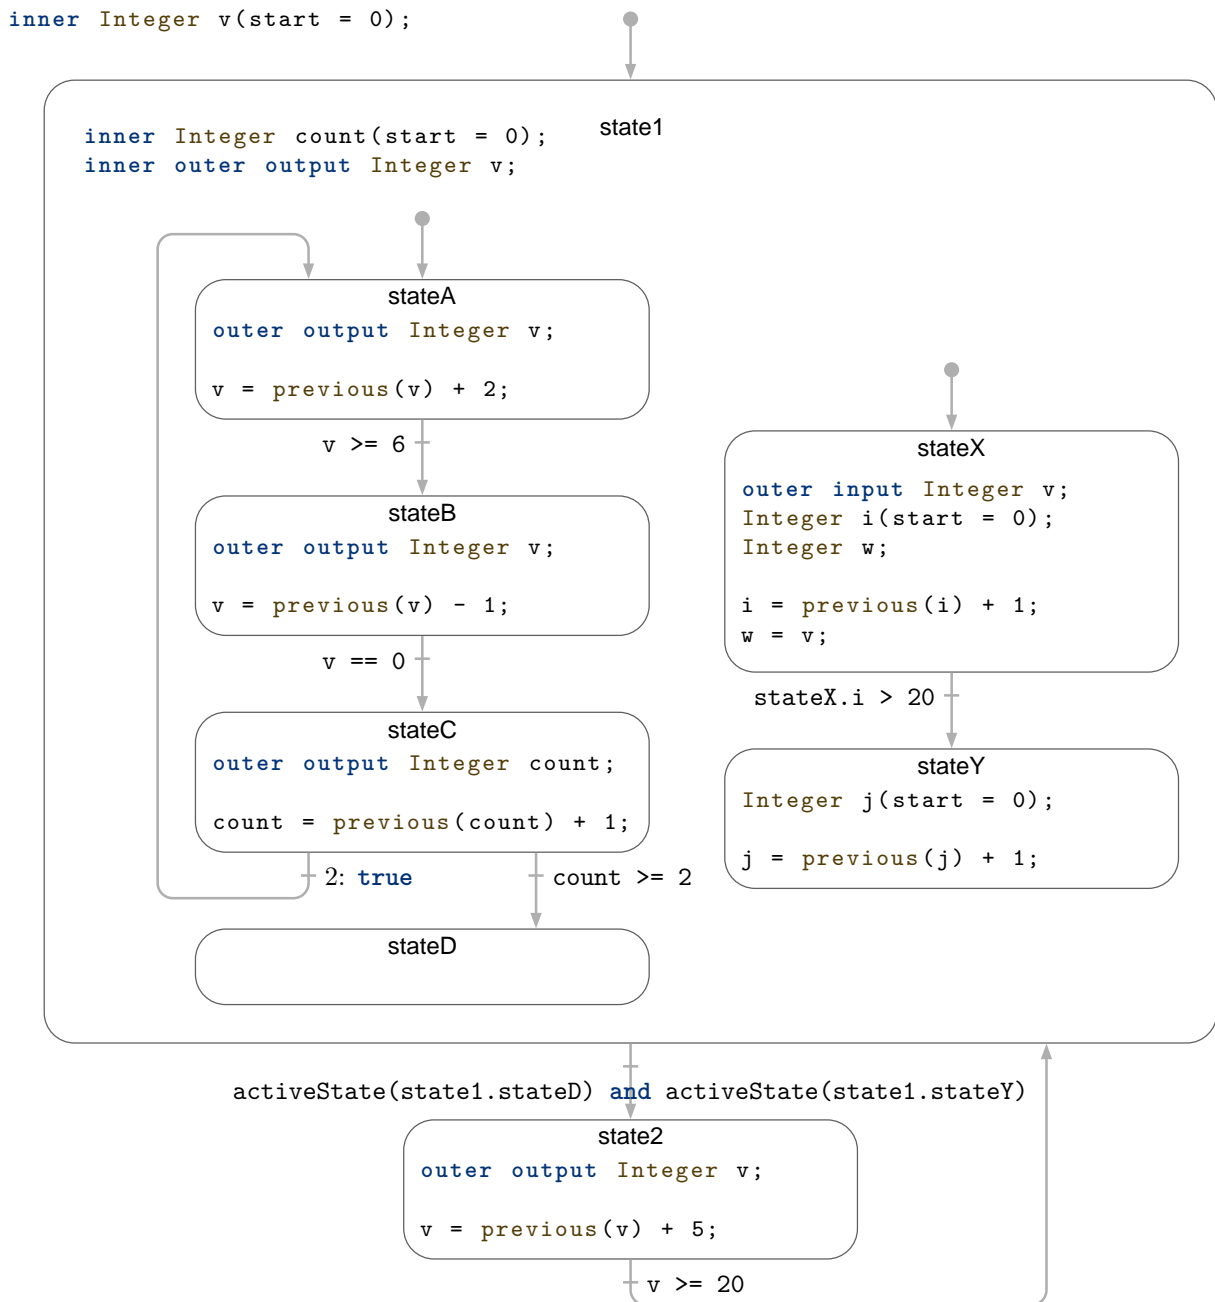 inner Integer v(start = 0);
state1
inner Integer count(start = 0);
inner outer output Integer v;
stateA
outer output Integer v;
v = previous(v) + 2;
v >= 6
stateB
outer output Integer v;
v = previous(v) - 1;
v == 0
stateC
outer output Integer count;
count = previous(count) + 1;
2: true
count >= 2
stateD
stateX
outer input Integer v;
Integer i(start = 0);
Integer w;
i = previous(i) + 1;
w = v;
stateX.i > 20
stateY
Integer j(start = 0);
j = previous(j) + 1;
activeState(state1.stateD) and activeState(state1.stateY)
state2
outer output Integer v;
v = previous(v) + 5;
v >= 20